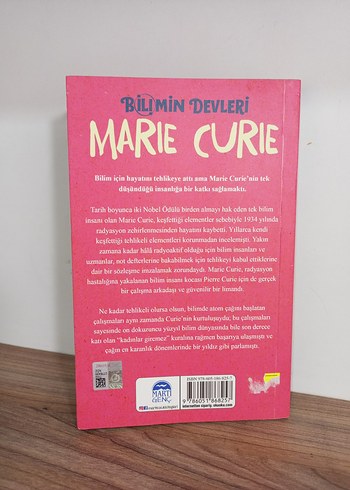 BİLİMİN DEVLERİ
MARIE CURIE
Bilim için hayatını tehlikeye attı ama Marie Curie'nin tek
düşündüğü insanlığa bir katkı sağlamaktı.
Tarih boyunca iki Nobel Ödülü birden almayı hak eden tek bilim
insanı olan Marie Curie, keşfettiği elementler sebebiyle 1934 yılında
radyasyon zehirlenmesinden hayatını kaybetti. Yıllarca kendi
keşfettiği tehlikeli elementleri korunmadan incelemişti. Yakın
zamana kadar hâlâ radyoaktif olduğu için bilim insanları ve
uzmanlar, not defterlerine bakabilmek için tehlikeyi kabul ettiklerine
dair bir sözleşme imzalamak zorundaydı. Marie Curie, radyasyon
hastalığına yakalanan bilim insanı kocası Pierre Curie için de gerçek
bir çalışma arkadaşı ve güvenilir bir limandı.
Ne kadar tehlikeli olursa olsun, bilimde atom çağını başlatan
çalışmaları aynı zamanda Curie'nin kurtuluşuydu; bu çalışmaları
sayesinde on dokuzuncu yüzyıl bilim dünyasında bile son derece katı
olan "kadınlar giremez" kuralına rağmen başarıya ulaşmıştı ve
çağın en karanlık dönemlerinde bir yıldız gibi parlamıştı.
MARTI
GENÇ
9 786051 868257